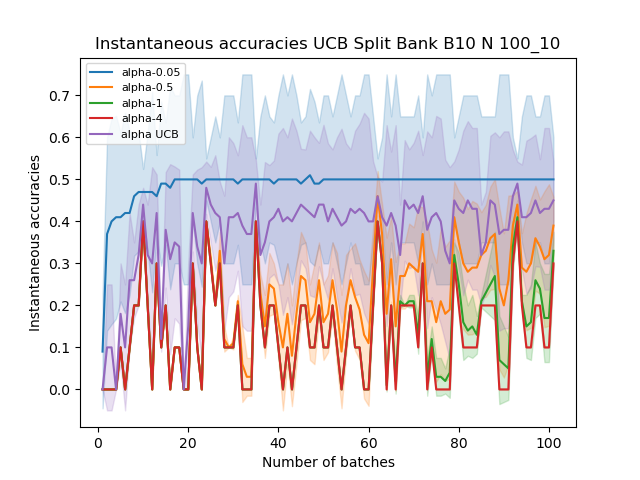 Instantaneous accuracies UCB Split Bank B10 N 100_10
alpha-0.05
alpha-0.5
alpha-1
alpha-4
alpha UCB
Instantaneous accuracies
0.7
0.6
0.5
0.4
0.3
0.2
0.1
0.0
0 20 40 60 80 100
Number of batches